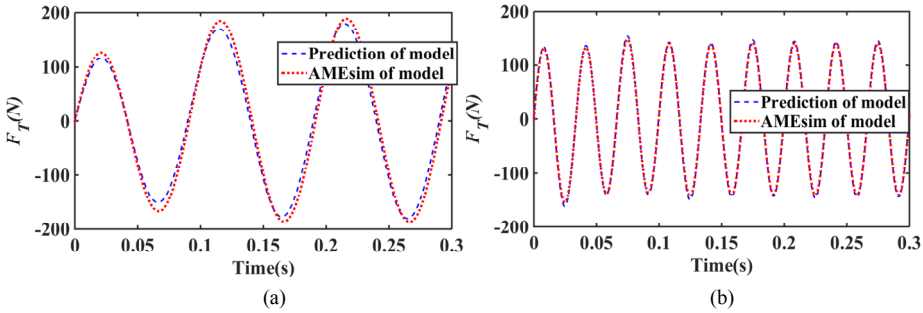 200
100
0
-100
-200
F_T(N)
0
0.05
0.1
0.15
0.2
0.25
0.3
Time(s)
Prediction of model
AMEsim of model
(a)
200
100
0
-100
-200
F_T(N)
0
0.05
0.1
0.15
0.2
0.25
0.3
Time(s)
Prediction of model
AMEsim of model
(b)